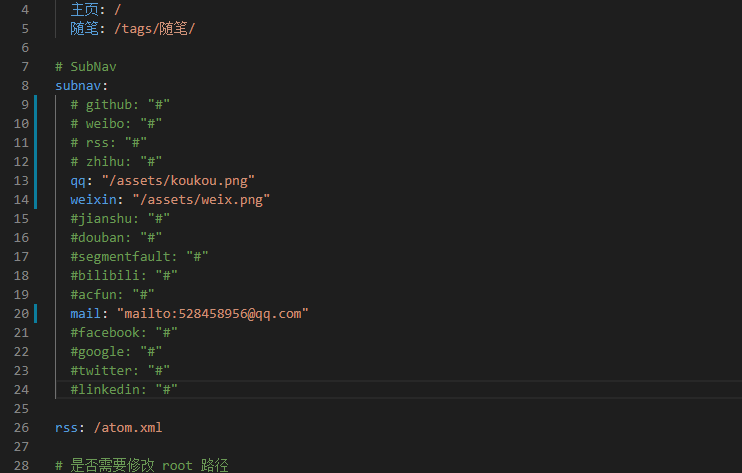 4 主页: /
5 随笔: /tags/随笔/
6
7 # SubNav
8 subnav:
9 # github: "#"
10 # weibo: "#"
11 # rss: "#"
12 # zhihu: "#"
13 qq: "/assets/koukou.png"
14 weixin: "/assets/weix.png"
15 #jianshu: "#"
16 #douban: "#"
17 #segmentfault: "#"
18 #bilibili: "#"
19 #acfun: "#"
20 mail: "mailto:528458956@qq.com"
21 #facebook: "#"
22 #google: "#"
23 #twitter: "#"
24 #linkedin: "#"
25
26 rss: /atom.xml
27
28 # 是否需要修改 root 路径